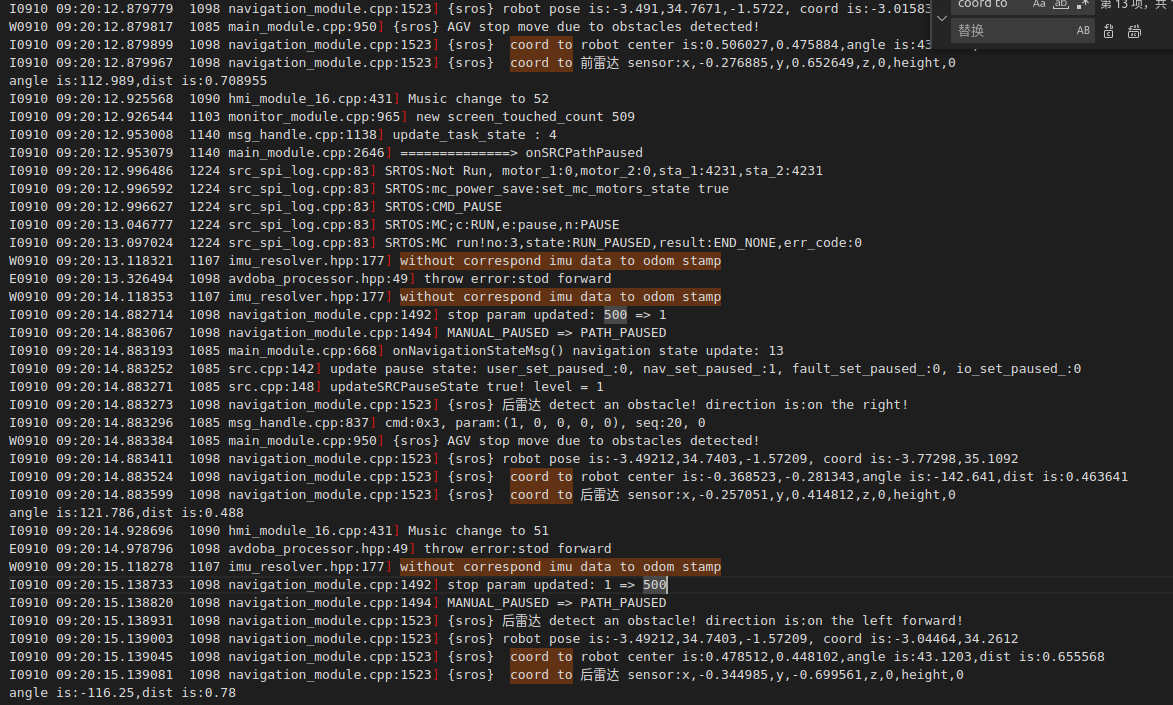 coord to Aa ab .* 第 13 项，共
替换 AB
I0910 09:20:12.879779  1098 navigation_module.cpp:1523] {sros} robot pose is:-3.491,34.7671,-1.5722, coord is:-3.01583
W0910 09:20:12.879817  1085 main_module.cpp:950] {sros} AGV stop move due to obstacles detected!
I0910 09:20:12.879899  1098 navigation_module.cpp:1523] {sros}  coord to robot center is:0.506027,0.475884,angle is:43
I0910 09:20:12.879967  1098 navigation_module.cpp:1523] {sros}  coord to 前雷达 sensor:x,-0.276885,y,0.652649,z,0,height,0
angle is:112.989,dist is:0.708955
I0910 09:20:12.925568  1090 hmi_module_16.cpp:431] Music change to 52
I0910 09:20:12.926544  1103 monitor_module.cpp:965] new screen_touched_count 509
I0910 09:20:12.953008  1140 msg_handle.cpp:1138] update_task_state : 4
I0910 09:20:12.953079  1140 main_module.cpp:2646] ==============> onSRCPathPaused
I0910 09:20:12.996486  1224 src_spi_log.cpp:83] SRTOS:Not Run, motor_1:0,motor_2:0,sta_1:4231,sta_2:4231
I0910 09:20:12.996592  1224 src_spi_log.cpp:83] SRTOS:mc_power_save:set_mc_motors_state true
I0910 09:20:12.996627  1224 src_spi_log.cpp:83] SRTOS:CMD_PAUSE
I0910 09:20:13.046777  1224 src_spi_log.cpp:83] SRTOS:MC;c:RUN,e:pause,n:PAUSE
I0910 09:20:13.097024  1224 src_spi_log.cpp:83] SRTOS:MC run!no:3,state:RUN_PAUSED,result:END_NONE,err_code:0
W0910 09:20:13.118321  1107 imu_resolver.hpp:177] without correspond imu data to odom stamp
E0910 09:20:13.326494  1098 avdoba_processor.hpp:49] throw error:stod forward
W0910 09:20:14.118353  1107 imu_resolver.hpp:177] without correspond imu data to odom stamp
I0910 09:20:14.882714  1098 navigation_module.cpp:1492] stop param updated: 500 => 1
I0910 09:20:14.883067  1098 navigation_module.cpp:1494] MANUAL_PAUSED => PATH_PAUSED
I0910 09:20:14.883193  1085 main_module.cpp:668] onNavigationStateMsg() navigation state update: 13
I0910 09:20:14.883252  1085 src.cpp:142] update pause state: user_set_paused_:0, nav_set_paused_:1, fault_set_paused_:0, io_set_paused_:0
I0910 09:20:14.883271  1085 src.cpp:148] updateSRCPauseState true! level = 1
I0910 09:20:14.883273  1098 navigation_module.cpp:1523] {sros} 后雷达 detect an obstacle! direction is:on the right!
I0910 09:20:14.883296  1085 msg_handle.cpp:837] cmd:0x3, param:(1, 0, 0, 0, 0), seq:20, 0
W0910 09:20:14.883384  1085 main_module.cpp:950] {sros} AGV stop move due to obstacles detected!
I0910 09:20:14.883411  1098 navigation_module.cpp:1523] {sros} robot pose is:-3.49212,34.7403,-1.57209, coord is:-3.77298,35.1092
I0910 09:20:14.883524  1098 navigation_module.cpp:1523] {sros}  coord to robot center is:-0.368523,-0.281343,angle is:-142.641,dist is:0.463641
I0910 09:20:14.883599  1098 navigation_module.cpp:1523] {sros}  coord to 后雷达 sensor:x,-0.257051,y,0.414812,z,0,height,0
angle is:121.786,dist is:0.488
I0910 09:20:14.928696  1090 hmi_module_16.cpp:431] Music change to 51
E0910 09:20:14.978796  1098 avdoba_processor.hpp:49] throw error:stod forward
W0910 09:20:15.118278  1107 imu_resolver.hpp:177] without correspond imu data to odom stamp
I0910 09:20:15.138733  1098 navigation_module.cpp:1492] stop param updated: 1 => 500
I0910 09:20:15.138820  1098 navigation_module.cpp:1494] MANUAL_PAUSED => PATH_PAUSED
I0910 09:20:15.138931  1098 navigation_module.cpp:1523] {sros} 后雷达 detect an obstacle! direction is:on the left forward!
I0910 09:20:15.139003  1098 navigation_module.cpp:1523] {sros} robot pose is:-3.49212,34.7403,-1.57209, coord is:-3.04464,34.2612
I0910 09:20:15.139045  1098 navigation_module.cpp:1523] {sros}  coord to robot center is:0.478512,0.448102,angle is:43.1203,dist is:0.655568
I0910 09:20:15.139081  1098 navigation_module.cpp:1523] {sros}  coord to 后雷达 sensor:x,-0.344985,y,-0.699561,z,0,height,0
angle is:-116.25,dist is:0.78